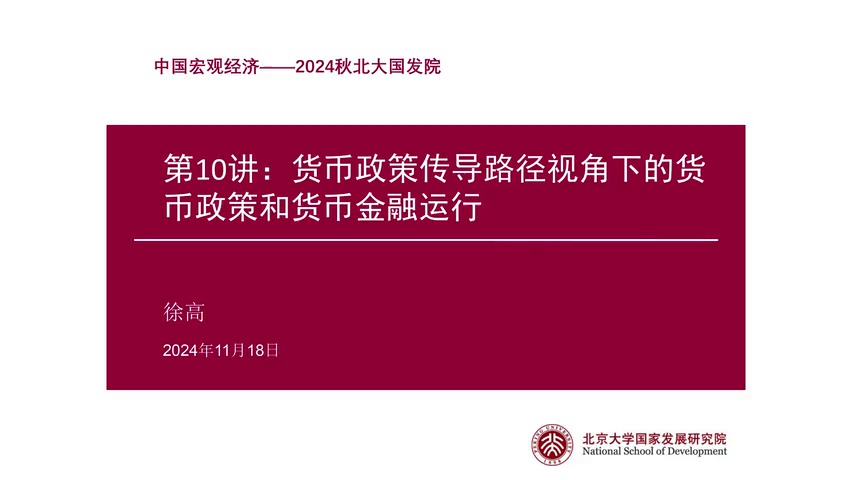 中国宏观经济——2024秋北大国发院
第10讲：货币政策传导路径视角下的货
币政策和货币金融运行
徐高
2024年11月18日
北京大学国家发展研究院
National School of Development
PEKING UNIVERSITY
1898